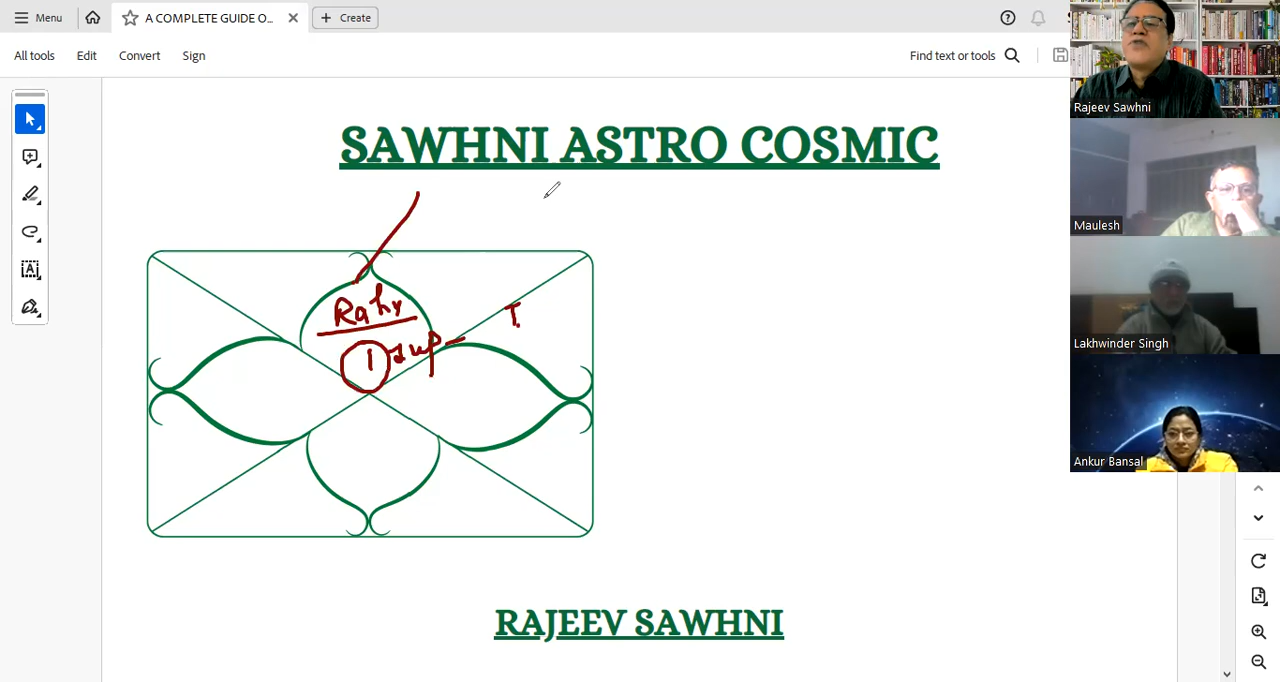 Menu
A COMPLETE GUIDE O...
Create
All tools
Edit
Convert
Sign
Find text or tools
SAWHNI ASTRO COSMIC
Rahu
1
T.
RAJEEV SAWHNI
Rajeev Sawhni
Maulesh
Lakhwinder Singh
Ankur Bansal